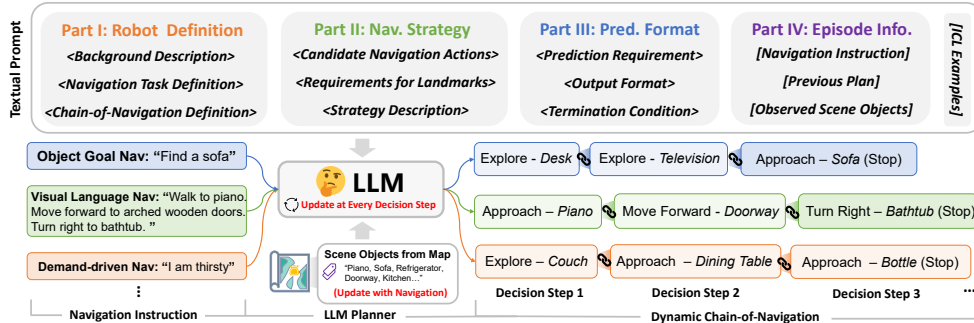 Textual Prompt
Part I: Robot Definition
<Background Description>
<Navigation Task Definition>
<Chain-of-Navigation Definition>
Part II: Nav. Strategy
<Candidate Navigation Actions>
<Requirements for Landmarks>
<Strategy Description>
Part III: Pred. Format
<Prediction Requirement>
<Output Format>
<Termination Condition>
Part IV: Episode Info.
[Navigation Instruction]
[Previous Plan]
[Observed Scene Objects]
[ICL Examples]
Object Goal Nav: "Find a sofa"
Visual Language Nav: "Walk to piano.
Move forward to arched wooden doors.
Turn right to bathtub. "
Demand-driven Nav: "I am thirsty"
⋮
Navigation Instruction
LLM
Update at Every Decision Step
Scene Objects from Map
"Piano, Sofa, Refrigerator,
Doorway, Kitchen…"
(Update with Navigation)
LLM Planner
Explore - Desk
Explore - Television
Approach – Sofa (Stop)
Approach – Piano
Move Forward - Doorway
Turn Right – Bathtub (Stop)
Explore – Couch
Approach – Dining Table
Approach – Bottle (Stop)
Decision Step 1
Decision Step 2
Decision Step 3
…
Dynamic Chain-of-Navigation